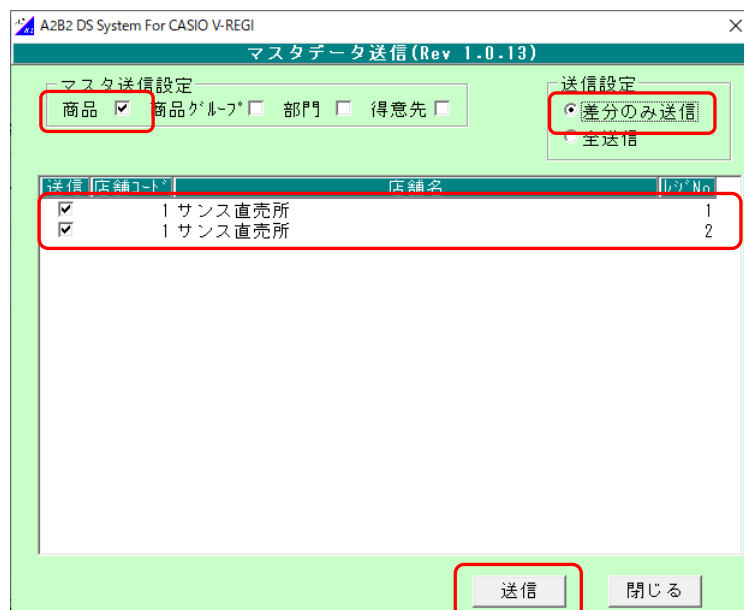 A2B2 DS System For CASIO V-REGI
マスタデータ送信(Rev 1.0.13)
マスタ送信設定
商品 商品ｸﾞﾙｰﾌﾟ 部門 得意先
送信設定
差分のみ送信
全送信
送信 店舗ｺｰﾄﾞ 店舗名 ﾚｼﾞNo
1 サンス直売所 1
1 サンス直売所 2
送信 閉じる